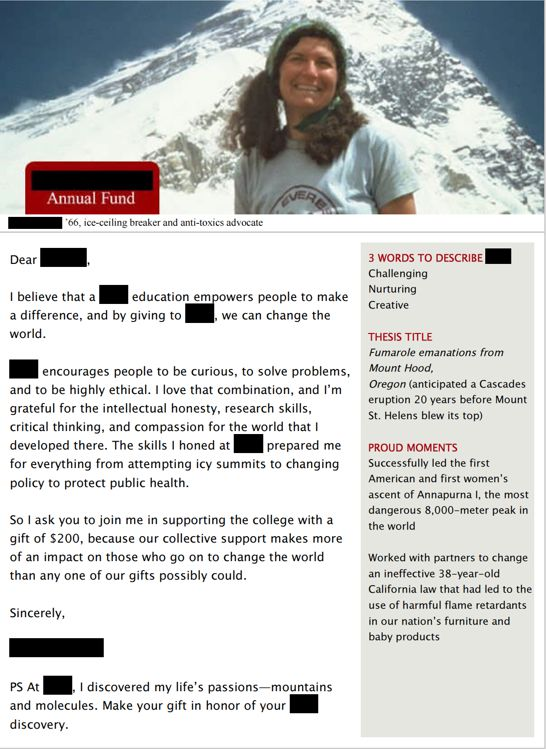 EVERE
Annual Fund
’66, ice-ceiling breaker and anti-toxics advocate
Dear ,
I believe that a education empowers people to make
a difference, and by giving to , we can change the
world.
encourages people to be curious, to solve problems,
and to be highly ethical. I love that combination, and I’m
grateful for the intellectual honesty, research skills,
critical thinking, and compassion for the world that I
developed there. The skills I honed at prepared me
for everything from attempting icy summits to changing
policy to protect public health.
So I ask you to join me in supporting the college with a
gift of $200, because our collective support makes more
of an impact on those who go on to change the world
than any one of our gifts possibly could.
Sincerely,
PS At , I discovered my life’s passions—mountains
and molecules. Make your gift in honor of your
discovery.
3 WORDS TO DESCRIBE
Challenging
Nurturing
Creative
THESIS TITLE
Fumarole emanations from
Mount Hood,
Oregon (anticipated a Cascades
eruption 20 years before Mount
St. Helens blew its top)
PROUD MOMENTS
Successfully led the first
American and first women’s
ascent of Annapurna I, the most
dangerous 8,000-meter peak in
the world
Worked with partners to change
an ineffective 38-year-old
California law that had led to the
use of harmful flame retardants
in our nation’s furniture and
baby products